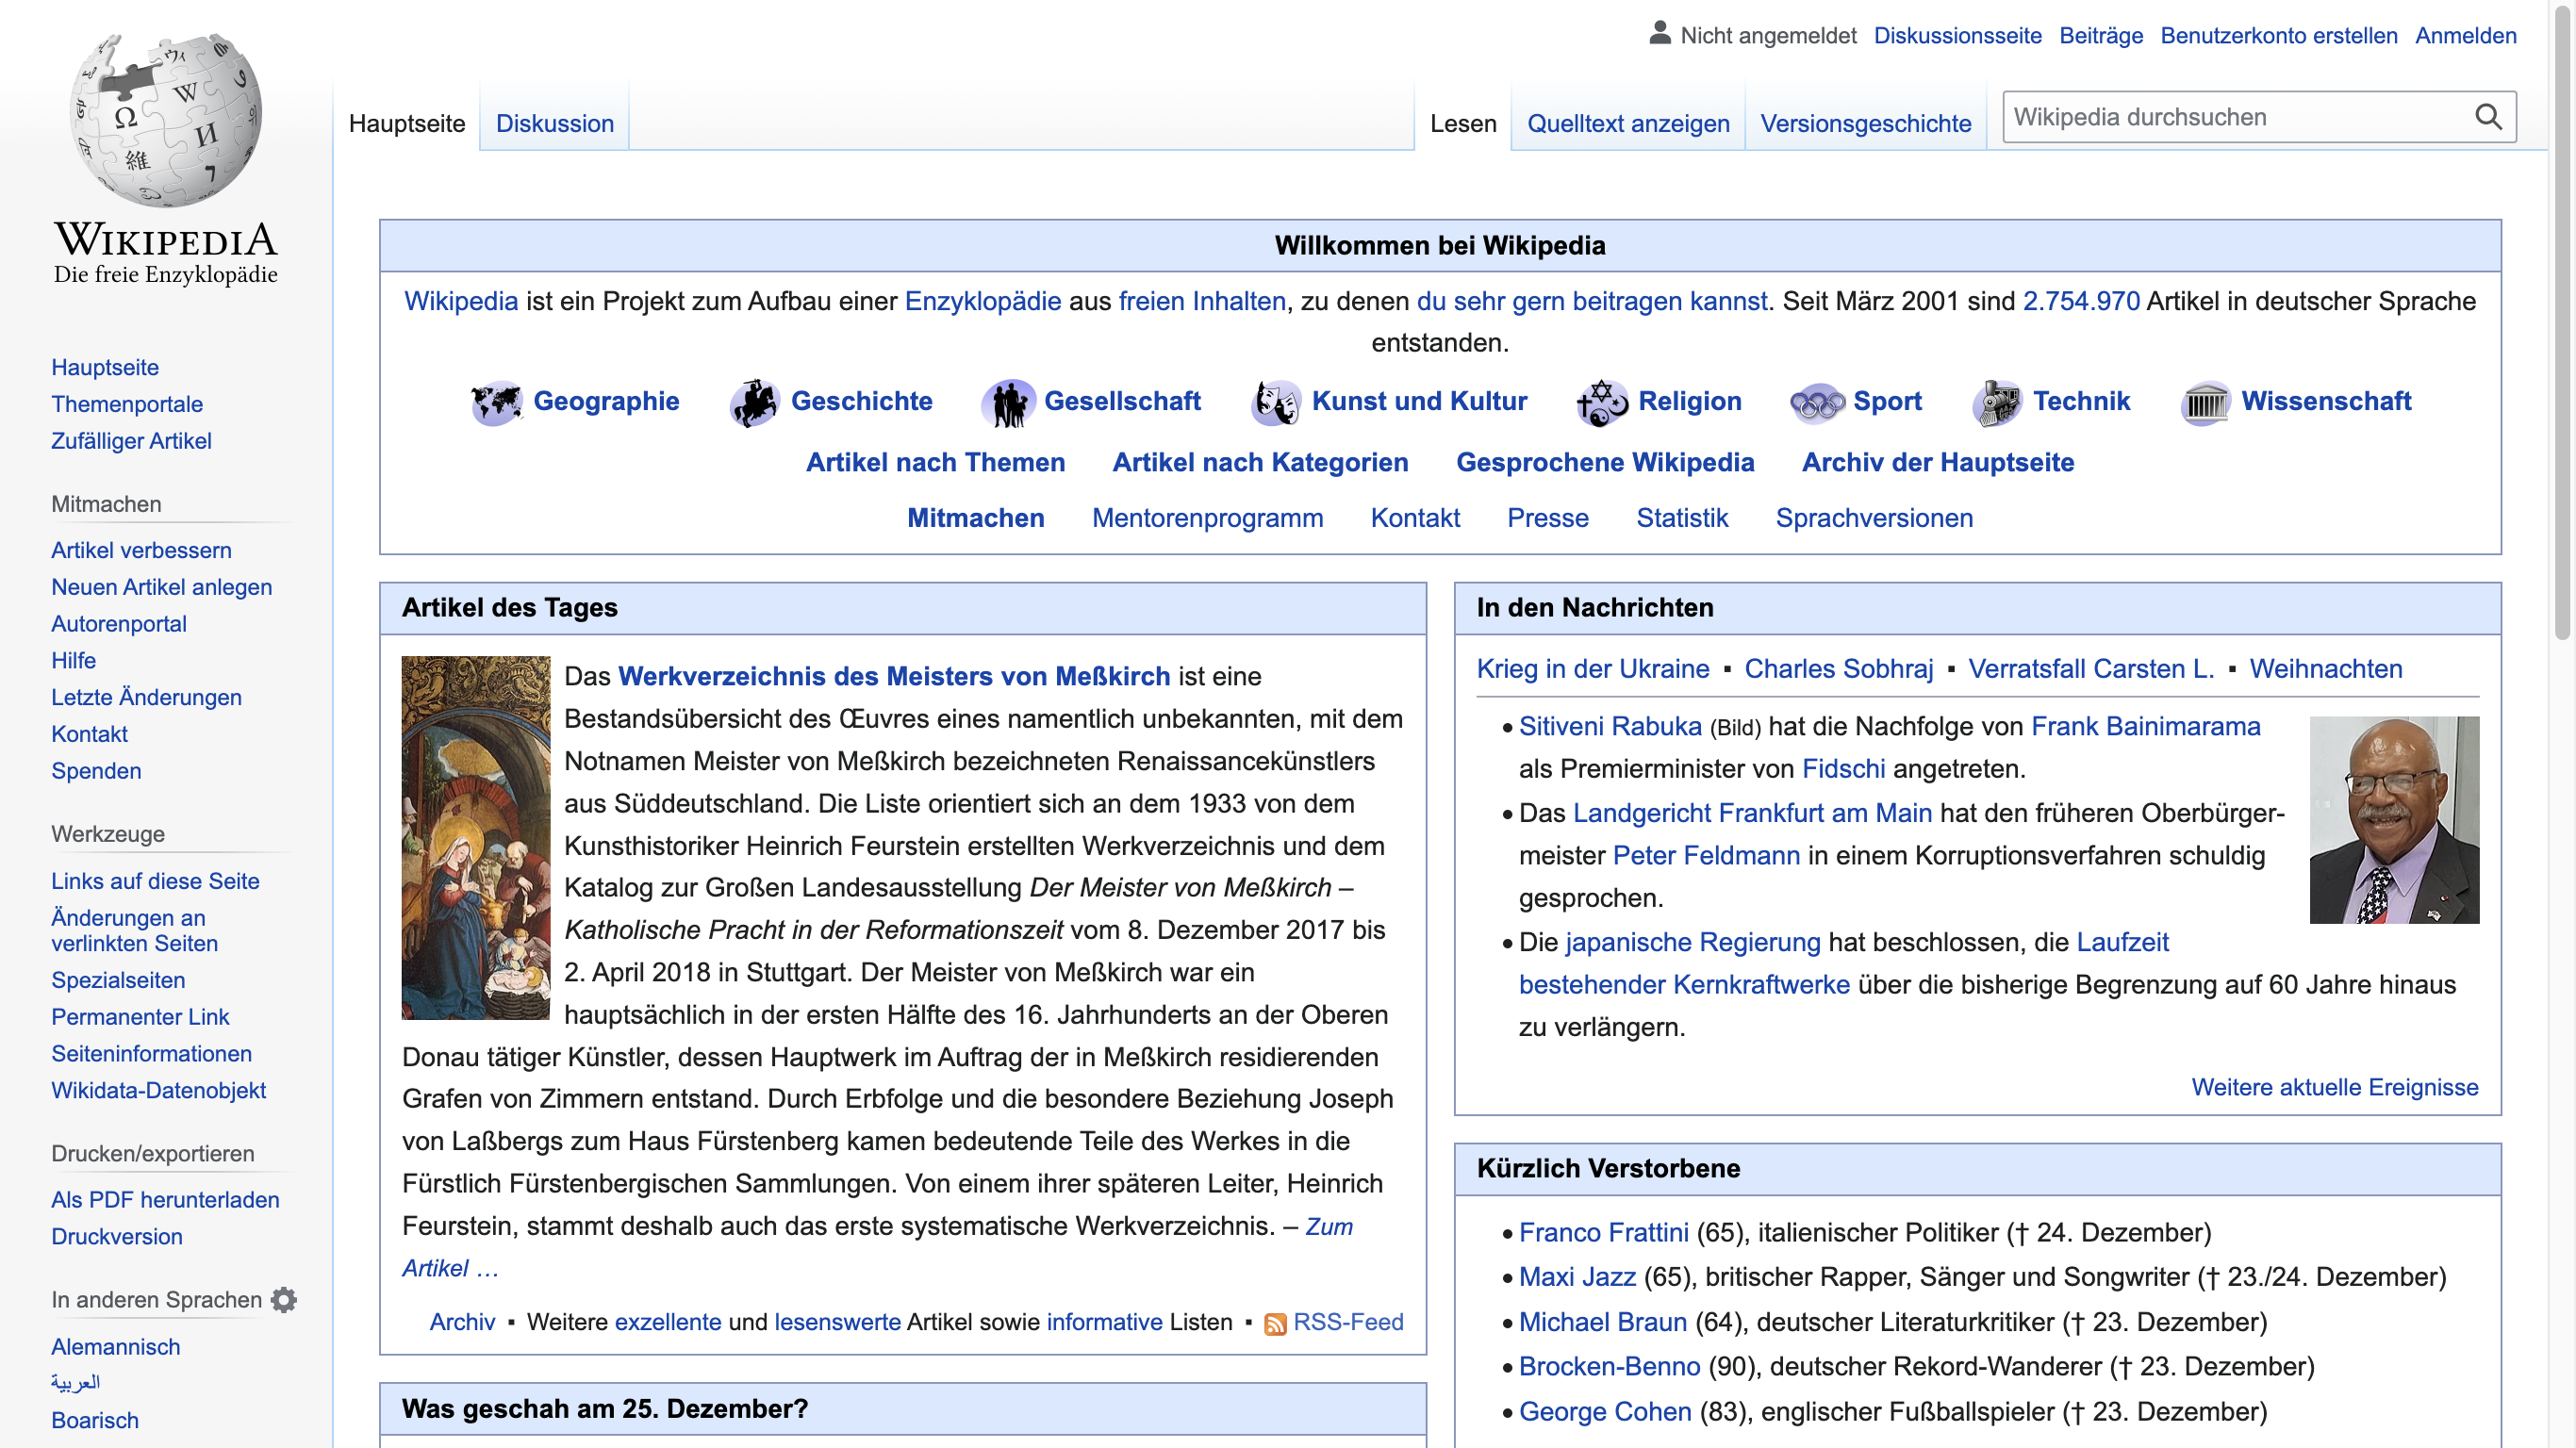 Nicht angemeldet Diskussionsseite Beiträge Benutzerkonto erstellen Anmelden
Hauptseite Diskussion Lesen Quelltext anzeigen Versionsgeschichte Wikipedia durchsuchen
WIKIPEDIA
Die freie Enzyklopädie
Hauptseite
Themenportale
Zufälliger Artikel
Mitmachen
Artikel verbessern
Neuen Artikel anlegen
Autorenportal
Hilfe
Letzte Änderungen
Kontakt
Spenden
Werkzeuge
Links auf diese Seite
Änderungen an
verlinkten Seiten
Spezialseiten
Permanenter Link
Seiteninformationen
Wikidata-Datenobjekt
Drucken/exportieren
Als PDF herunterladen
Druckversion
In anderen Sprachen
Alemannisch
العربية
Boarisch
Willkommen bei Wikipedia
Wikipedia ist ein Projekt zum Aufbau einer Enzyklopädie aus freien Inhalten, zu denen du sehr gern beitragen kannst. Seit März 2001 sind 2.754.970 Artikel in deutscher Sprache
entstanden.
Geographie Geschichte Gesellschaft Kunst und Kultur Religion Sport Technik Wissenschaft
Artikel nach Themen Artikel nach Kategorien Gesprochene Wikipedia Archiv der Hauptseite
Mitmachen Mentorenprogramm Kontakt Presse Statistik Sprachversionen
Artikel des Tages
Das Werkverzeichnis des Meisters von Meßkirch ist eine
Bestandsübersicht des Œuvres eines namentlich unbekannten, mit dem
Notnamen Meister von Meßkirch bezeichneten Renaissancekünstlers
aus Süddeutschland. Die Liste orientiert sich an dem 1933 von dem
Kunsthistoriker Heinrich Feurstein erstellten Werkverzeichnis und dem
Katalog zur Großen Landesausstellung Der Meister von Meßkirch –
Katholische Pracht in der Reformationszeit vom 8. Dezember 2017 bis
2. April 2018 in Stuttgart. Der Meister von Meßkirch war ein
hauptsächlich in der ersten Hälfte des 16. Jahrhunderts an der Oberen
Donau tätiger Künstler, dessen Hauptwerk im Auftrag der in Meßkirch residierenden
Grafen von Zimmern entstand. Durch Erbfolge und die besondere Beziehung Joseph
von Laßbergs zum Haus Fürstenberg kamen bedeutende Teile des Werkes in die
Fürstlich Fürstenbergischen Sammlungen. Von einem ihrer späteren Leiter, Heinrich
Feurstein, stammt deshalb auch das erste systematische Werkverzeichnis. – Zum
Artikel …
Archiv ▪ Weitere exzellente und lesenswerte Artikel sowie informative Listen ▪ RSS-Feed
Was geschah am 25. Dezember?
In den Nachrichten
Krieg in der Ukraine ▪ Charles Sobhraj ▪ Verratsfall Carsten L. ▪ Weihnachten
• Sitiveni Rabuka (Bild) hat die Nachfolge von Frank Bainimarama
als Premierminister von Fidschi angetreten.
• Das Landgericht Frankfurt am Main hat den früheren Oberbürger-
meister Peter Feldmann in einem Korruptionsverfahren schuldig
gesprochen.
• Die japanische Regierung hat beschlossen, die Laufzeit
bestehender Kernkraftwerke über die bisherige Begrenzung auf 60 Jahre hinaus
zu verlängern.
Weitere aktuelle Ereignisse
Kürzlich Verstorbene
• Franco Frattini (65), italienischer Politiker († 24. Dezember)
• Maxi Jazz (65), britischer Rapper, Sänger und Songwriter († 23./24. Dezember)
• Michael Braun (64), deutscher Literaturkritiker († 23. Dezember)
• Brocken-Benno (90), deutscher Rekord-Wanderer († 23. Dezember)
• George Cohen (83), englischer Fußballspieler († 23. Dezember)